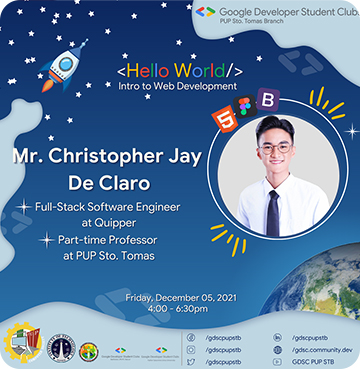 Google Developer Student Club
PUP Sto. Tomas Branch
<Hello World/>
Intro to Web Development
Mr. Christopher Jay
De Claro
Full-Stack Software Engineer
at Quipper
Part-time Professor
at PUP Sto. Tomas
Friday, December 05, 2021
4:00 - 6:30pm
/gdscpupstb
/gdscpupstb
/gdscpupstb
/gdscpupstb
/gdsc.community.dev
GDSC PUP STB